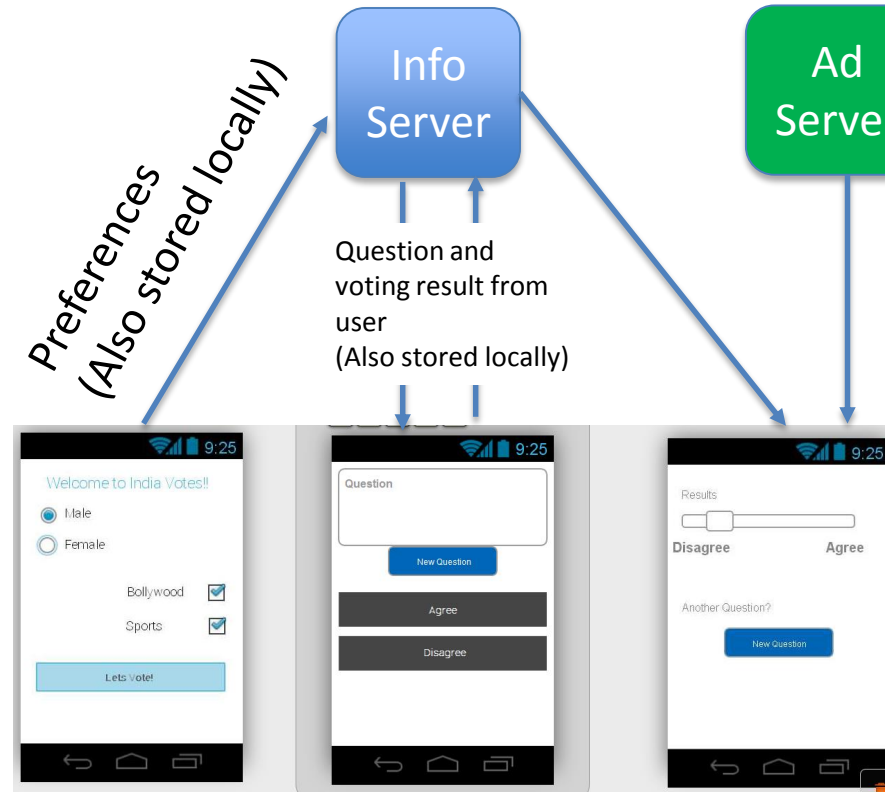 Info
Server
Ad
Serve
Preferences
(Also stored locally)
Question and
voting result from
user
(Also stored locally)
9:25
Welcome to India Votes!!
Male
Female
Bollywood
Sports
Lets Vote!
9:25
Question
New Question
Agree
Disagree
9:25
Results
Disagree Agree
Another Question?
New Question